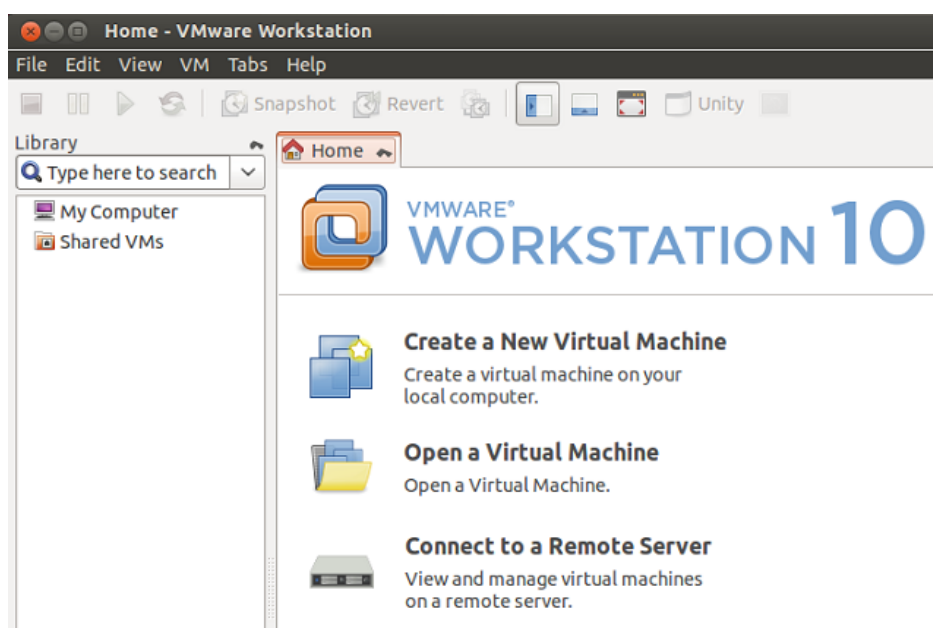 Home - VMware Workstation
File Edit View VM Tabs Help
Snapshot Revert Unity
Library
Type here to search
My Computer
Shared VMs
Home
VMWARE®
WORKSTATION 10
Create a New Virtual Machine
Create a virtual machine on your
local computer.
Open a Virtual Machine
Open a Virtual Machine.
Connect to a Remote Server
View and manage virtual machines
on a remote server.